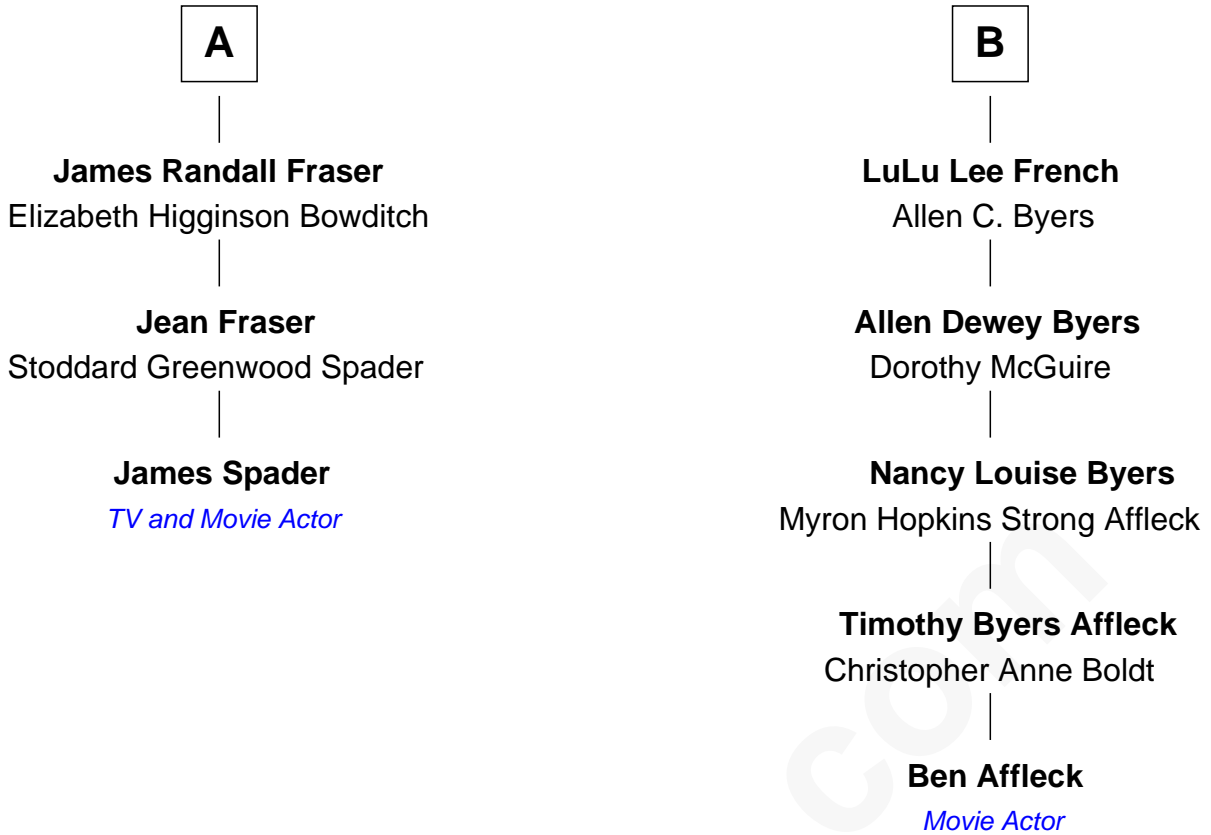 A
James Randall Fraser
Elizabeth Higginson Bowditch
Jean Fraser
Stoddard Greenwood Spader
James Spader
TV and Movie Actor
B
LuLu Lee French
Allen C. Byers
Allen Dewey Byers
Dorothy McGuire
Nancy Louise Byers
Myron Hopkins Strong Affleck
Timothy Byers Affleck
Christopher Anne Boldt
Ben Affleck
Movie Actor
com